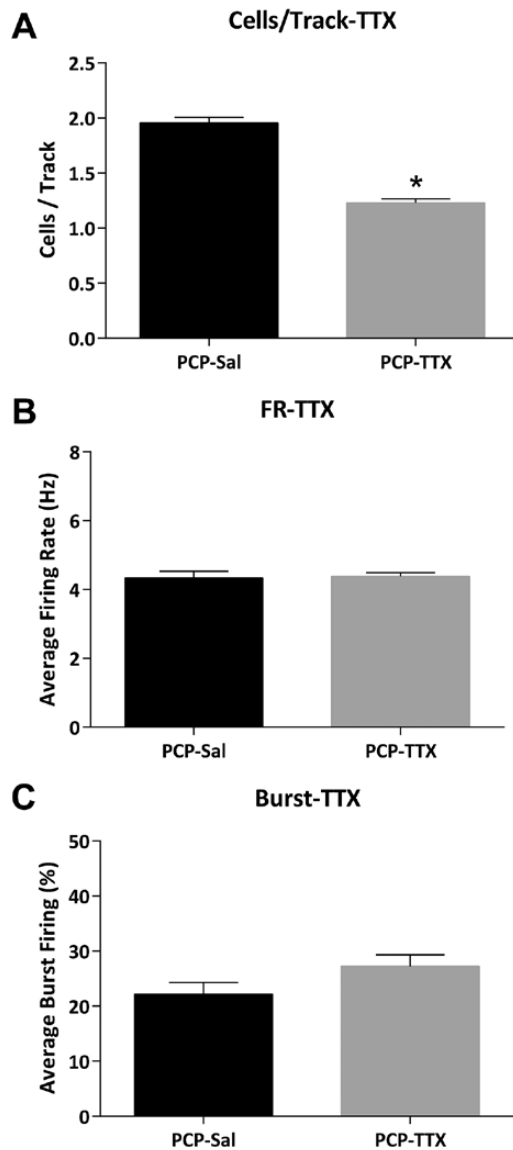 A
Cells/Track-TTX
Cells / Track
2.5
2.0
1.5
1.0
0.5
0.0
*
PCP-Sal PCP-TTX
B
FR-TTX
Average Firing Rate (Hz)
8
6
4
2
0
PCP-Sal PCP-TTX
C
Burst-TTX
Average Burst Firing (%)
50
40
30
20
10
0
PCP-Sal PCP-TTX